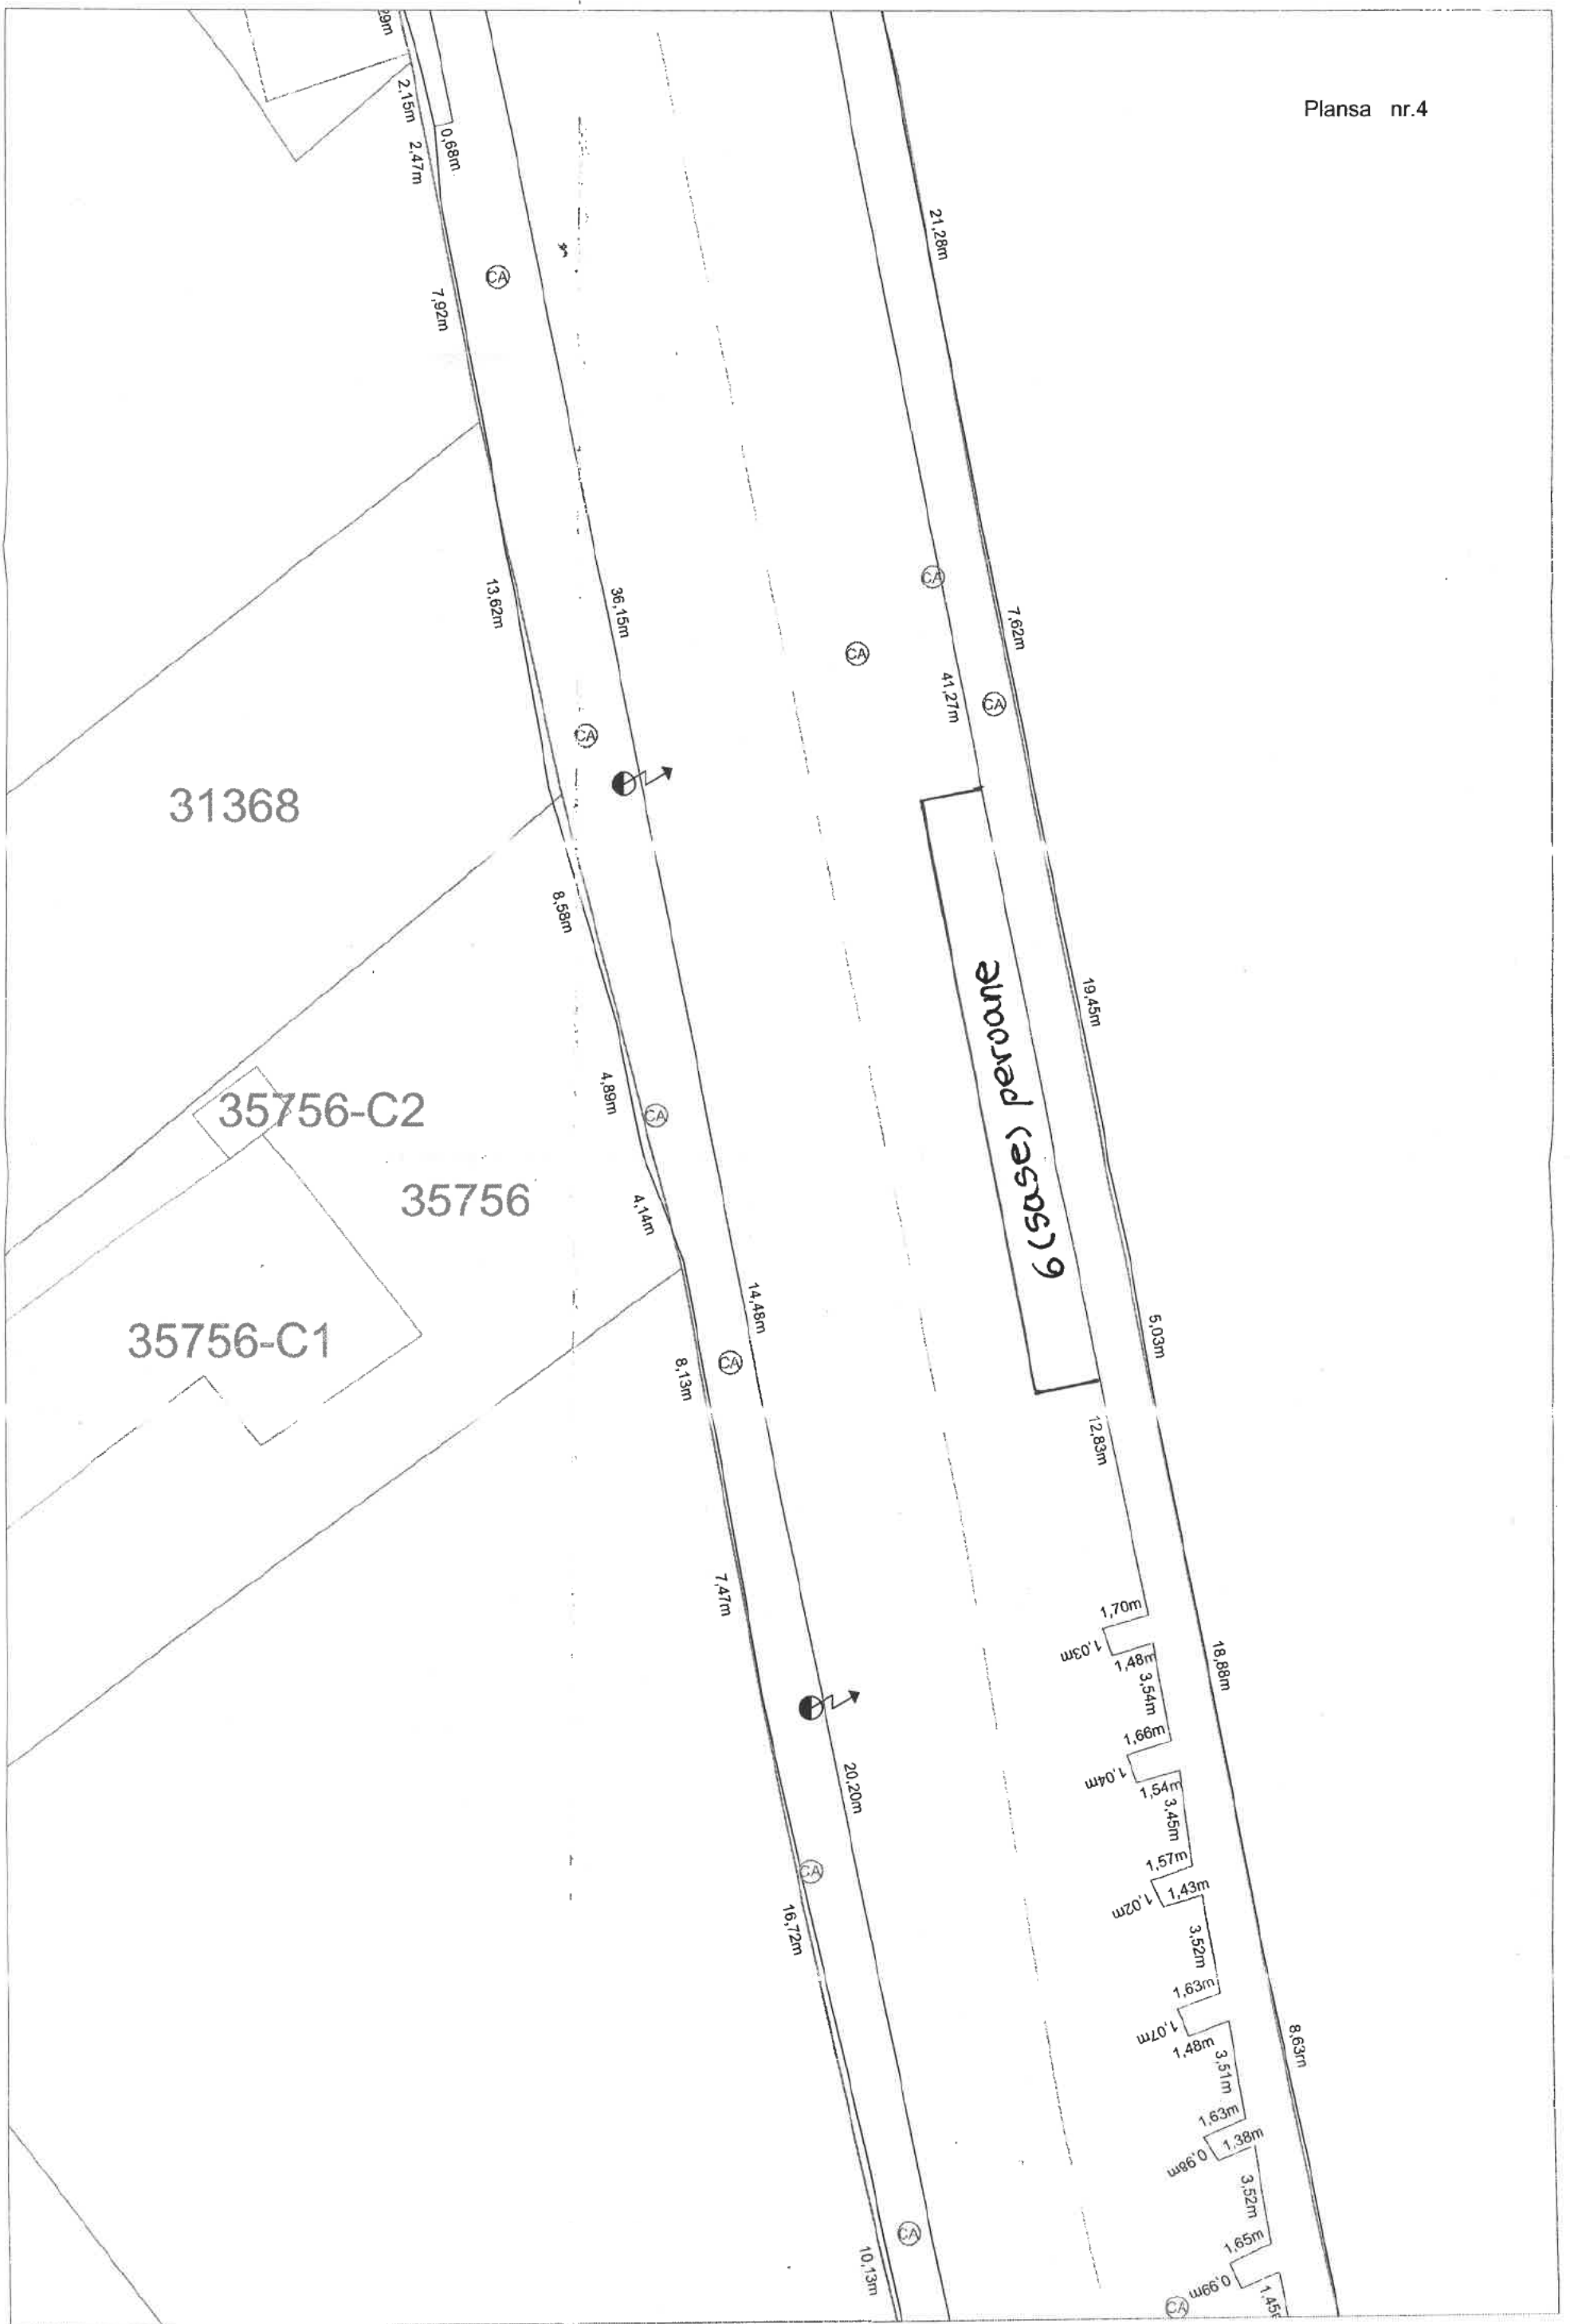 Plansa nr.4
29m
2,15m
2,47m
0,68m
21,28m
CA
7,92m
13,62m
36,15m
CA
7,62m
CA
41,27m
CA
CA
31368
8,58m
19,45m
6(sase) percoane
4,89m
CA
35756-C2
35756
4,14m
14,48m
35756-C1
5,03m
CA
8,13m
12,83m
7,47m
1,70m
1,03m
1,48m
3,54m
18,88m
1,66m
1,04m
1,54m
20,20m
3,45m
1,57m
CA
1,43m
1,02m
16,72m
3,52m
1,63m
1,07m
1,48m
8,63m
3,51m
1,63m
1,38m
0,98m
3,52m
CA
1,65m
10,13m
0,99m
1,45
CA